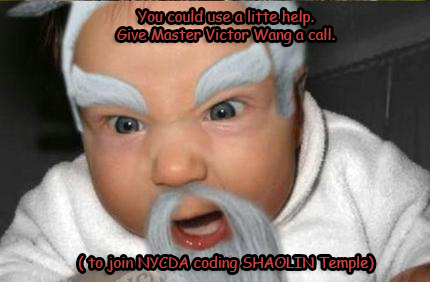 You could use a litte help.
Give Master Victor Wang a call.
( to join NYCDA coding SHAOLIN Temple)